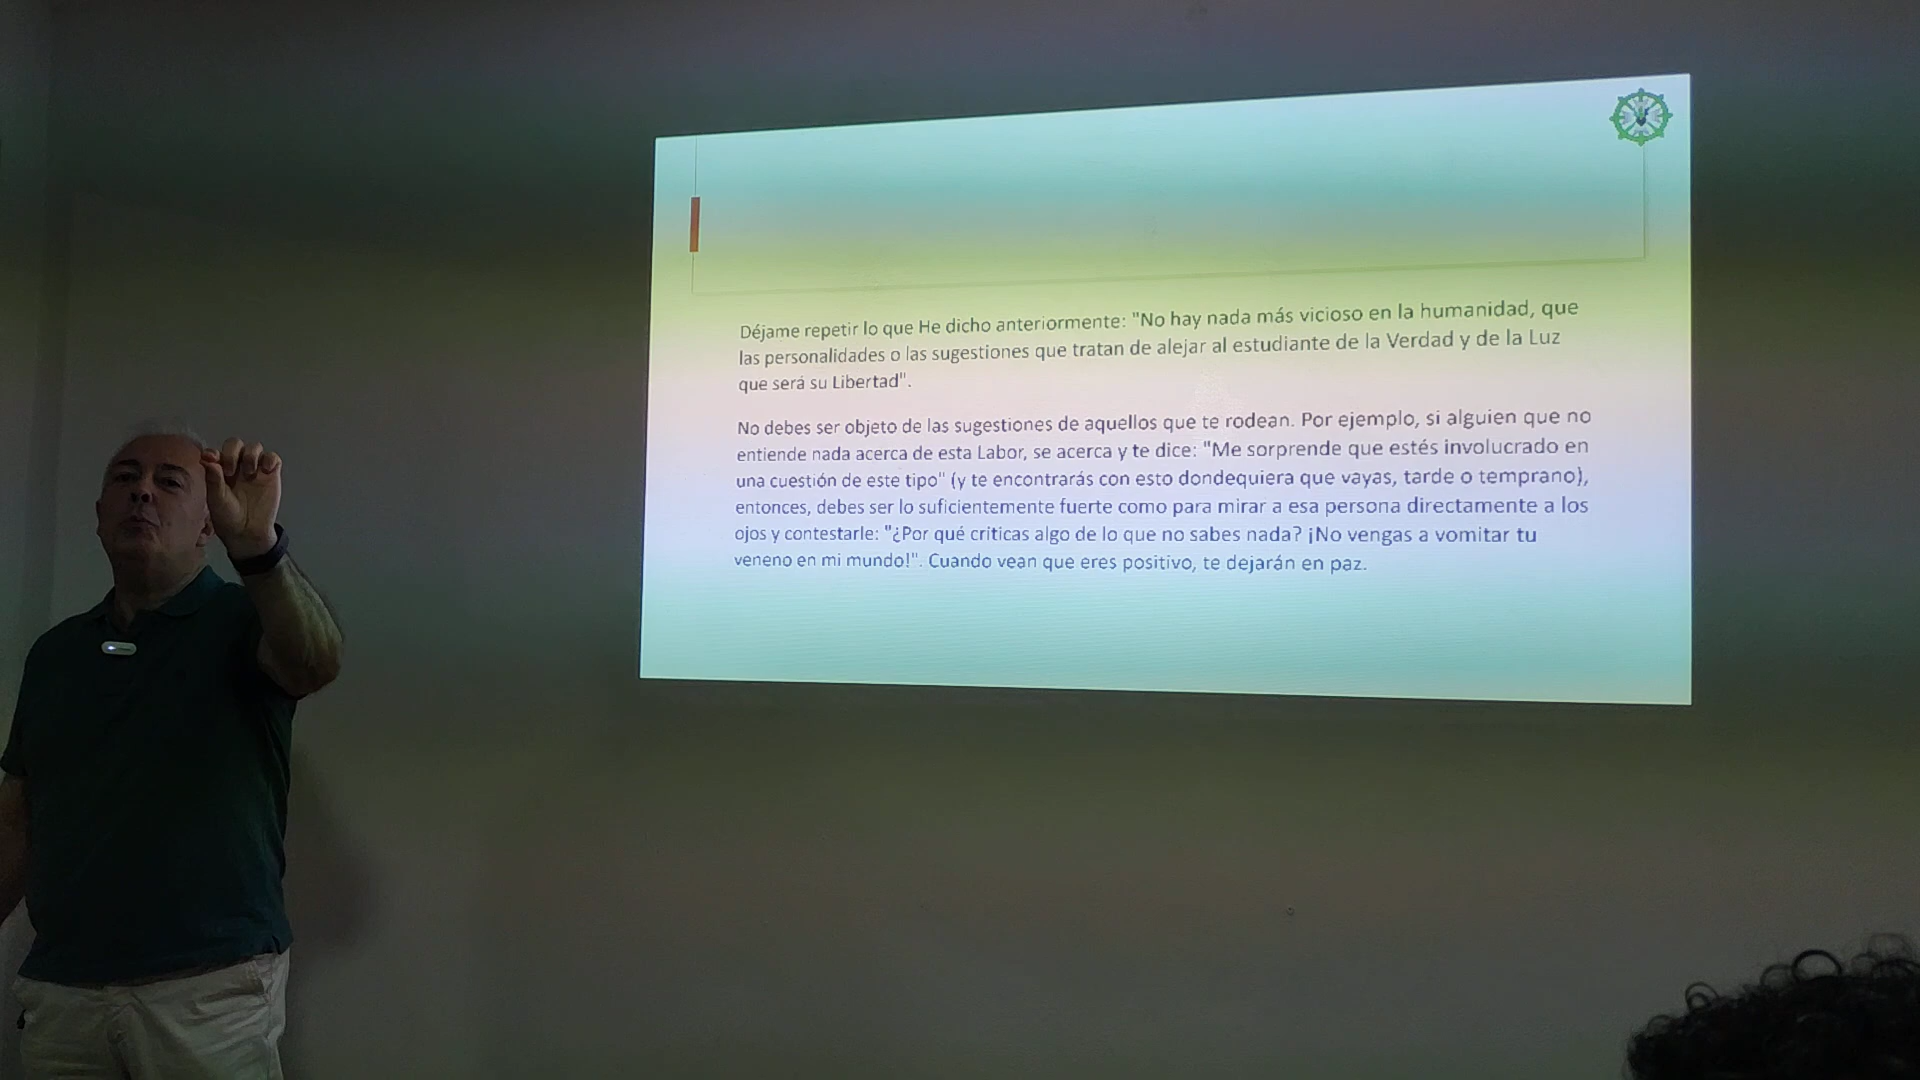 Déjame repetir lo que He dicho anteriormente: "No hay nada más vicioso en la humanidad, que
las personalidades o las sugestiones que tratan de alejar al estudiante de la Verdad y de la Luz
que será su Libertad".
No debes ser objeto de las sugestiones de aquellos que te rodean. Por ejemplo, si alguien que no
entiende nada acerca de esta Labor, se acerca y te dice: "Me sorprende que estés involucrado en
una cuestión de este tipo" (y te encontrarás con esto dondequiera que vayas, tarde o temprano),
entonces, debes ser lo suficientemente fuerte como para mirar a esa persona directamente a los
ojos y contestarle: "¿Por qué criticas algo de lo que no sabes nada? ¡No vengas a vomitar tu
veneno en mi mundo!". Cuando vean que eres positivo, te dejarán en paz.